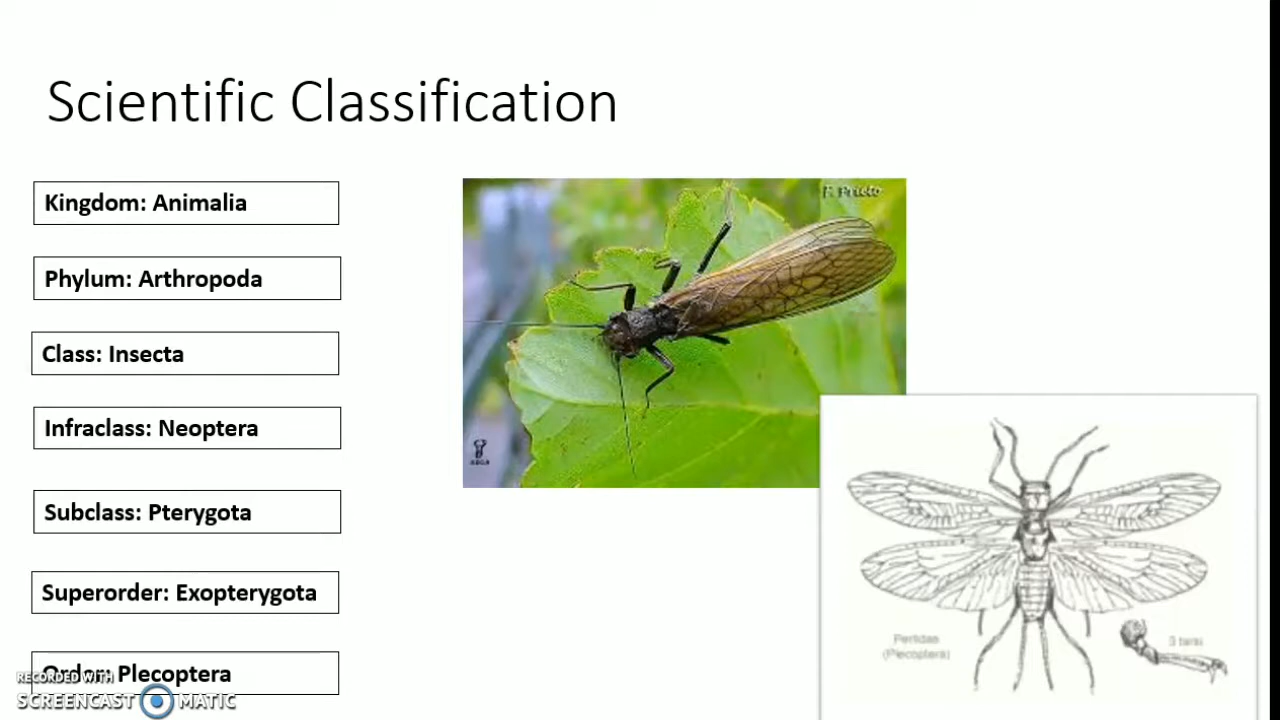 Scientific Classification
Kingdom: Animalia
Phylum: Arthropoda
Class: Insecta
Infraclass: Neoptera
Subclass: Pterygota
Superorder: Exopterygota
Order: Plecoptera
RECORDED WITH
SCREENCAST MATIC
F. Prieto
Perlidae
(Plecoptera)
3 tarsi